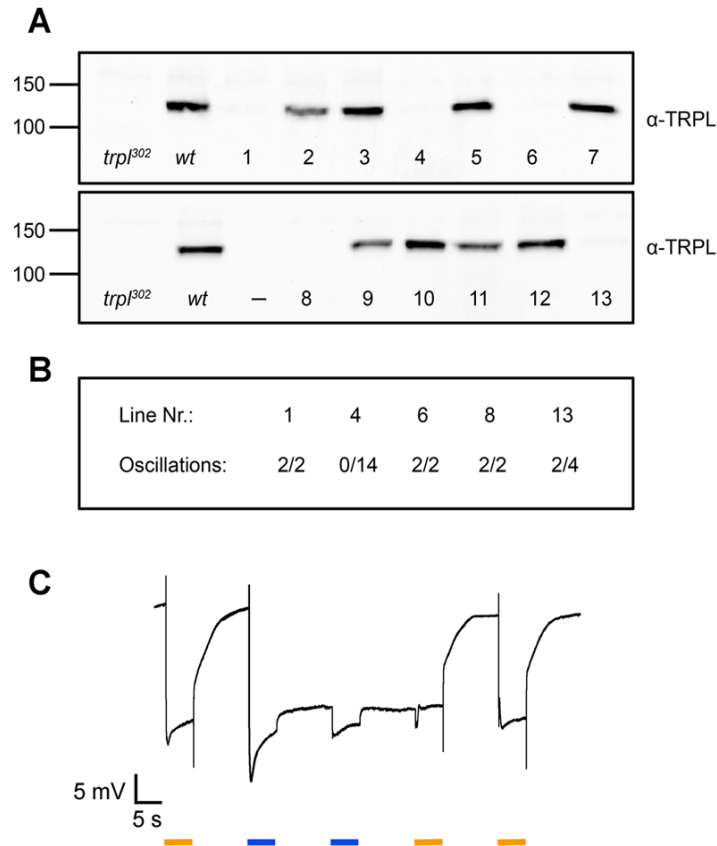 A
150
100
trpl³⁰² wt 1 2 3 4 5 6 7
α-TRPL
150
100
trpl³⁰² wt – 8 9 10 11 12 13
α-TRPL
B
Line Nr.: 1 4 6 8 13
Oscillations: 2/2 0/14 2/2 2/2 2/4
C
5 mV
5 s